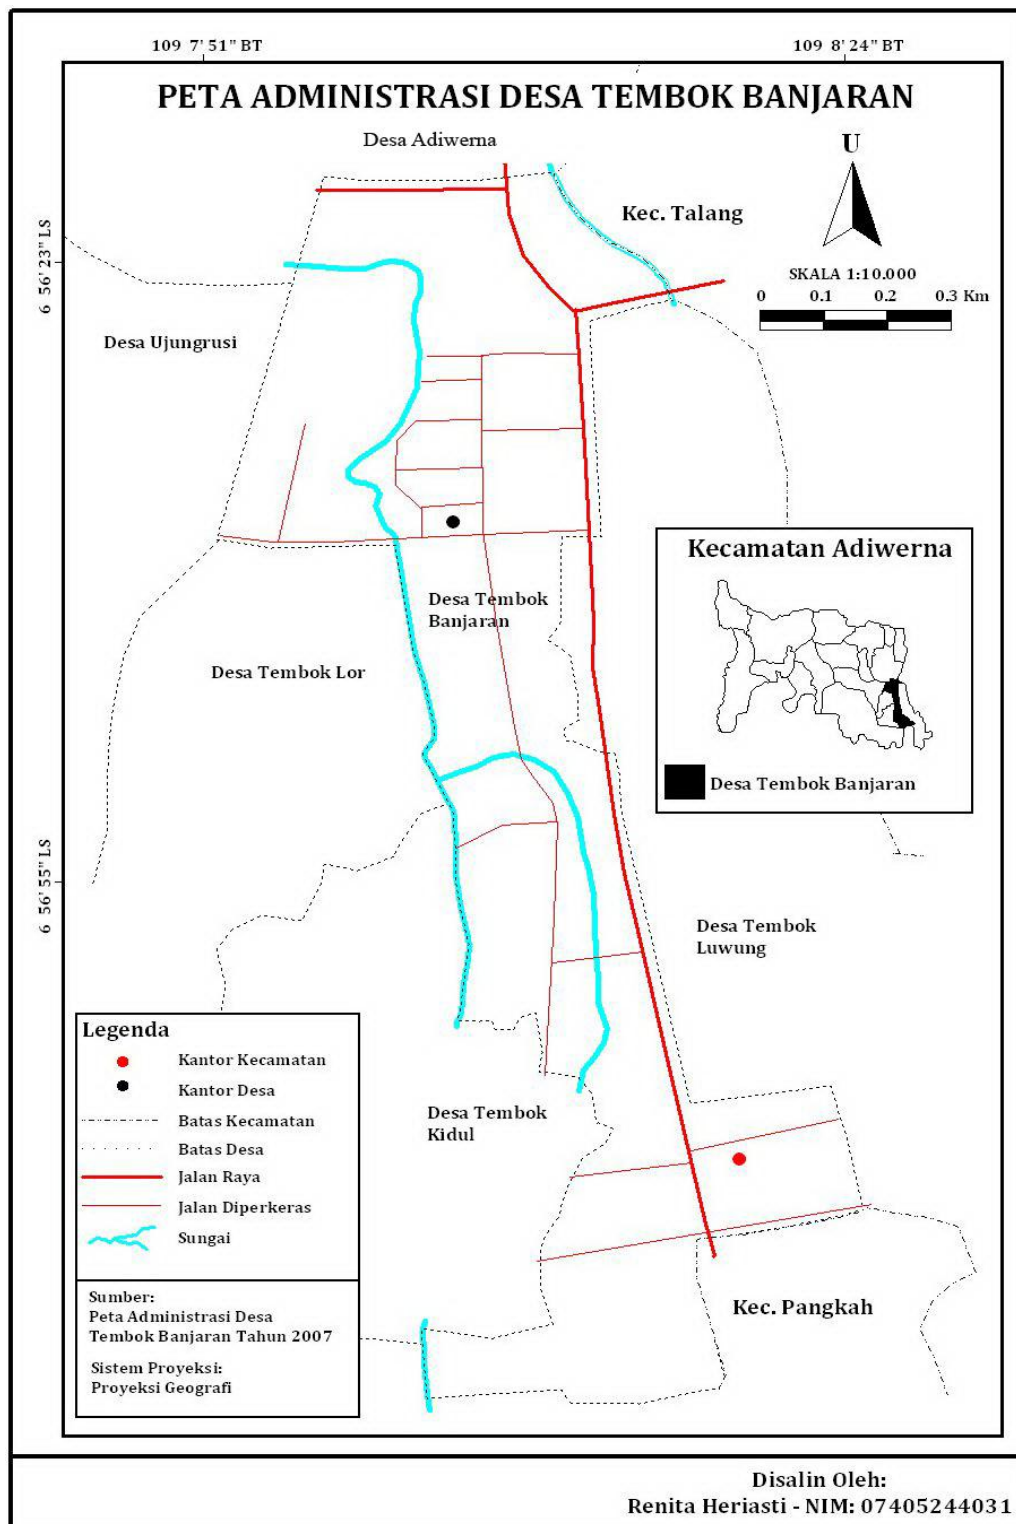 109 7'51" BT
109 8'24" BT
PETA ADMINISTRASI DESA TEMBOK BANJARAN
Desa Adiwerna
U
Kec. Talang
6 56'23" LS
SKALA 1:10.000
0 0.1 0.2 0.3 Km
Desa Ujungrusi
Kecamatan Adiwerna
Desa Tembok
Banjaran
Desa Tembok Lor
Desa Tembok Banjaran
6 56'55" LS
Desa Tembok
Luwung
Legenda
Kantor Kecamatan
Kantor Desa
Batas Kecamatan
Batas Desa
Jalan Raya
Jalan Diperkeras
Sungai
Desa Tembok
Kidul
Sumber:
Peta Administrasi Desa
Tembok Banjaran Tahun 2007
Sistem Proyeksi:
Proyeksi Geografi
Kec. Pangkah
Disalin Oleh:
Renita Heriasti - NIM: 07405244031